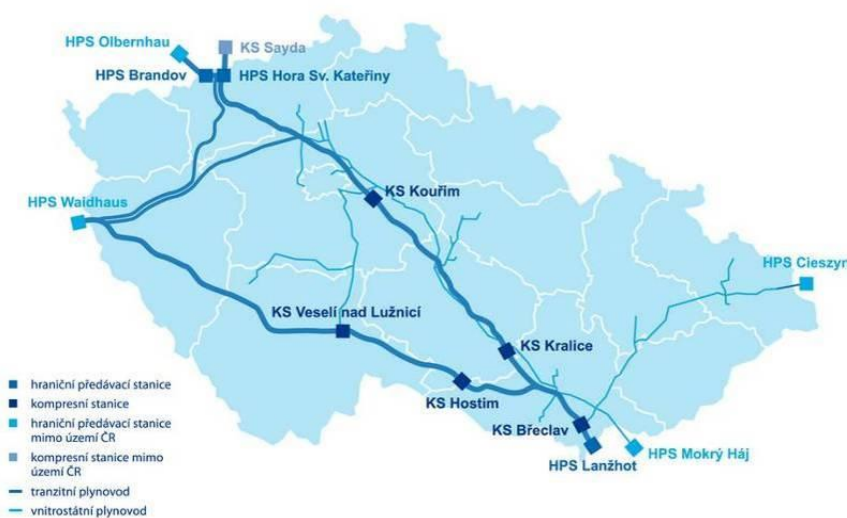 HPS Olbernhau
KS Sayda
HPS Brandov
HPS Hora Sv. Kateřiny
KS Kouřim
HPS Waidhaus
HPS Cieszyn
KS Veselí nad Lužnicí
KS Kralice
KS Hostim
KS Břeclav
HPS Lanžhot
HPS Mokrý Háj
hraniční předávací stanice
kompresní stanice
hraniční předávací stanice
mimo území ČR
kompresní stanice mimo
území ČR
tranzitní plynovod
vnitrostátní plynovod